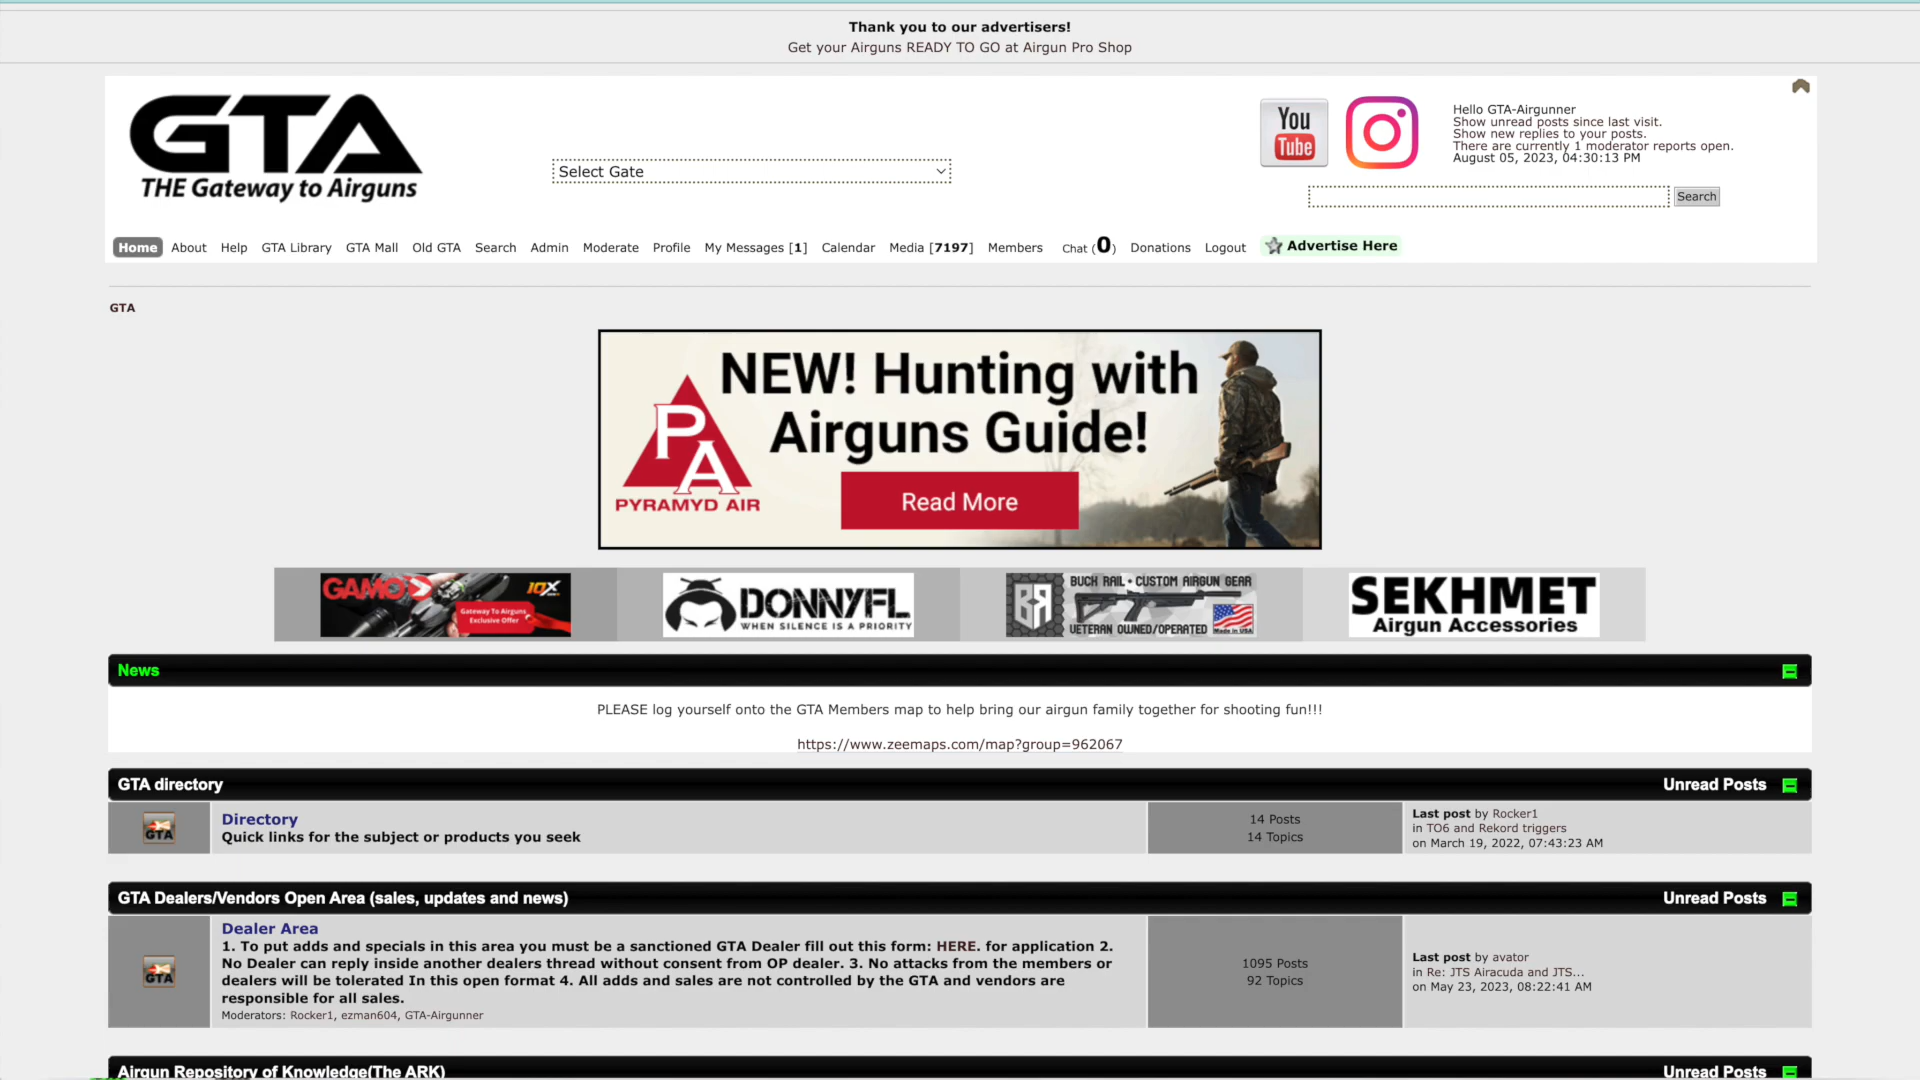 Thank you to our advertisers!
Get your Airguns READY TO GO at Airgun Pro Shop
GTA
THE Gateway to Airguns
Select Gate
You
Tube
Hello GTA-Airgunner
Show unread posts since last visit.
Show new replies to your posts.
There are currently 1 moderator reports open.
August 05, 2023, 04:30:13 PM
Search
Home About Help GTA Library GTA Mall Old GTA Search Admin Moderate Profile My Messages [1] Calendar Media [7197] Members Chat (0) Donations Logout Advertise Here
GTA
NEW! Hunting with
Airguns Guide!
PA
PYRAMYD AIR
Read More
GAMO
10X
Gateway To Airguns
Exclusive Offer
DONNYFL
WHEN SILENCE IS A PRIORITY
BR
BUCK RAIL • CUSTOM AIRGUN GEAR
VETERAN OWNED/OPERATED
Made in USA
SEKHMET
Airgun Accessories
News
PLEASE log yourself onto the GTA Members map to help bring our airgun family together for shooting fun!!!
https://www.zeemaps.com/map?group=962067
GTA directory Unread Posts
GTA
Directory
Quick links for the subject or products you seek
14 Posts
14 Topics
Last post by Rocker1
in TO6 and Rekord triggers
on March 19, 2022, 07:43:23 AM
GTA Dealers/Vendors Open Area (sales, updates and news) Unread Posts
GTA
Dealer Area
1. To put adds and specials in this area you must be a sanctioned GTA Dealer fill out this form: HERE. for application 2.
No Dealer can reply inside another dealers thread without consent from OP dealer. 3. No attacks from the members or
dealers will be tolerated In this open format 4. All adds and sales are not controlled by the GTA and vendors are
responsible for all sales.
Moderators: Rocker1, ezman604, GTA-Airgunner
1095 Posts
92 Topics
Last post by avator
in Re: JTS Airacuda and JTS...
on May 23, 2023, 08:22:41 AM
Airgun Repository of Knowledge(The ARK) Unread Posts